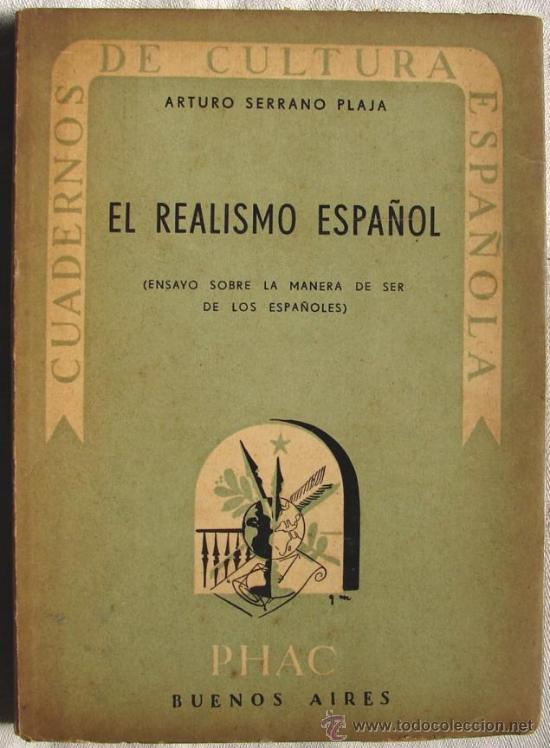 CUADERNOS DE CULTURA ESPAÑOLA
ARTURO SERRANO PLAJA
EL REALISMO ESPAÑOL
(ENSAYO SOBRE LA MANERA DE SER
DE LOS ESPAÑOLES)
g m
PHAC
BUENOS AIRES
www.todocoleccion.net